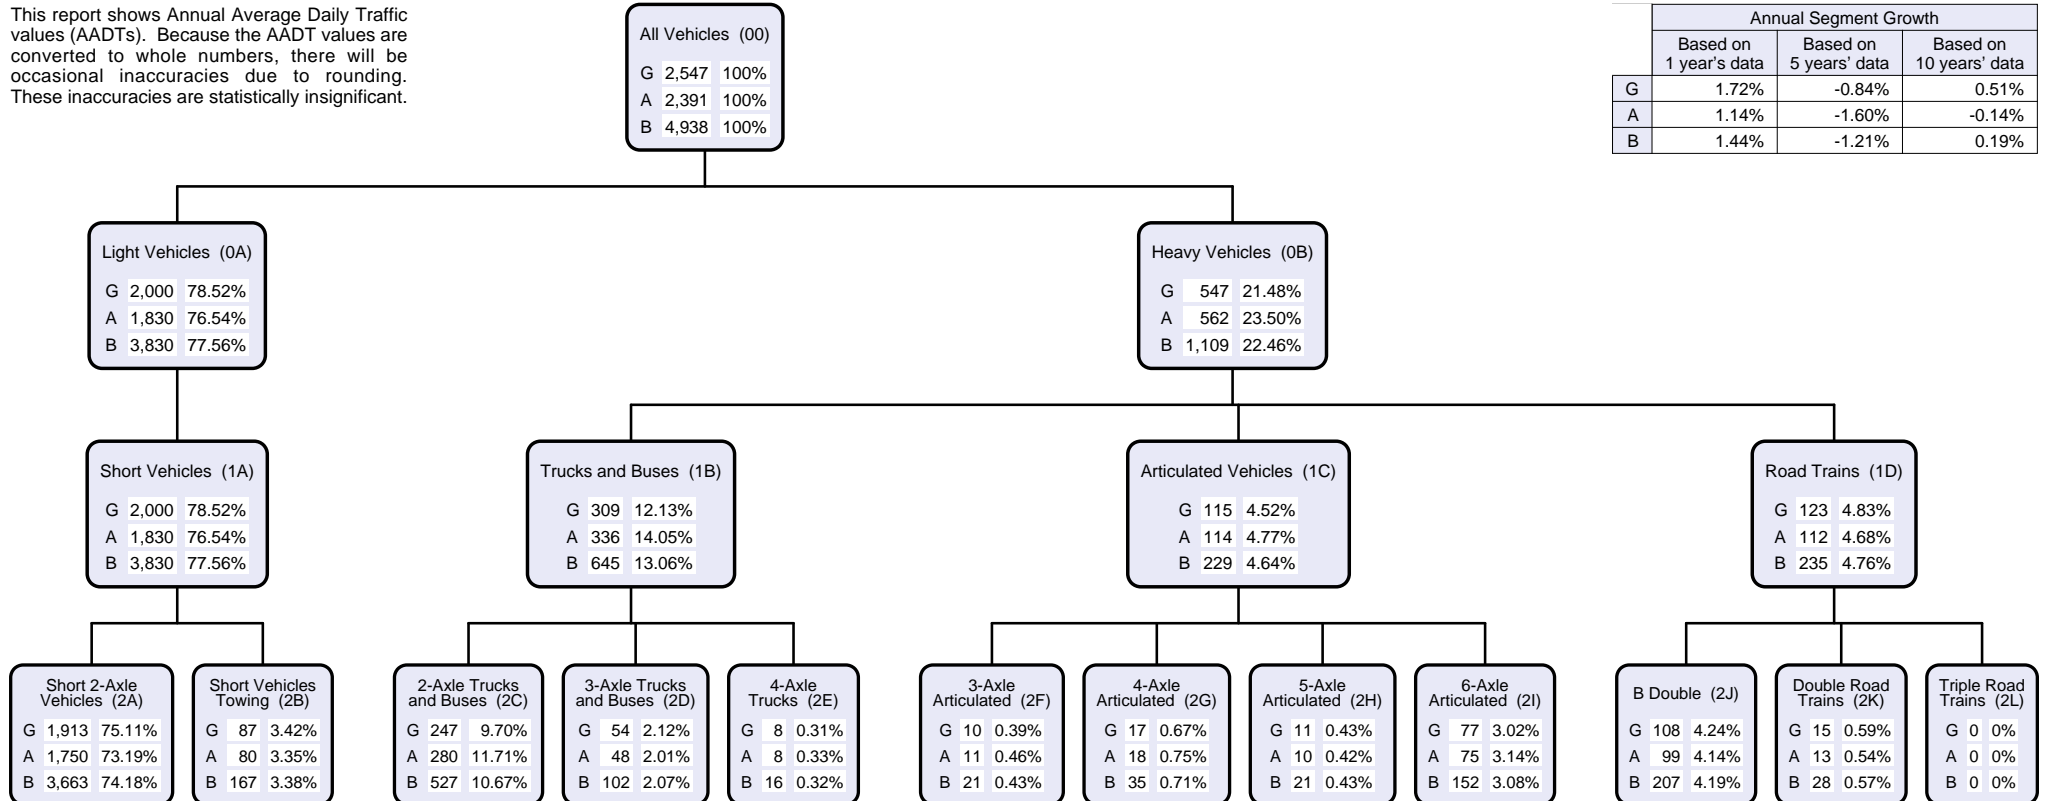 This report shows Annual Average Daily Traffic
values (AADTs). Because the AADT values are
converted to whole numbers, there will be
occasional inaccuracies due to rounding.
These inaccuracies are statistically insignificant.
All Vehicles (00)
G 2,547 100%
A 2,391 100%
B 4,938 100%
Annual Segment Growth
Based on 1 year's data Based on 5 years' data Based on 10 years' data
G 1.72% -0.84% 0.51%
A 1.14% -1.60% -0.14%
B 1.44% -1.21% 0.19%
Light Vehicles (0A)
G 2,000 78.52%
A 1,830 76.54%
B 3,830 77.56%
Heavy Vehicles (0B)
G 547 21.48%
A 562 23.50%
B 1,109 22.46%
Short Vehicles (1A)
G 2,000 78.52%
A 1,830 76.54%
B 3,830 77.56%
Trucks and Buses (1B)
G 309 12.13%
A 336 14.05%
B 645 13.06%
Articulated Vehicles (1C)
G 115 4.52%
A 114 4.77%
B 229 4.64%
Road Trains (1D)
G 123 4.83%
A 112 4.68%
B 235 4.76%
Short 2-Axle
Vehicles (2A)
G 1,913 75.11%
A 1,750 73.19%
B 3,663 74.18%
Short Vehicles
Towing (2B)
G 87 3.42%
A 80 3.35%
B 167 3.38%
2-Axle Trucks
and Buses (2C)
G 247 9.70%
A 280 11.71%
B 527 10.67%
3-Axle Trucks
and Buses (2D)
G 54 2.12%
A 48 2.01%
B 102 2.07%
4-Axle
Trucks (2E)
G 8 0.31%
A 8 0.33%
B 16 0.32%
3-Axle
Articulated (2F)
G 10 0.39%
A 11 0.46%
B 21 0.43%
4-Axle
Articulated (2G)
G 17 0.67%
A 18 0.75%
B 35 0.71%
5-Axle
Articulated (2H)
G 11 0.43%
A 10 0.42%
B 21 0.43%
6-Axle
Articulated (2I)
G 77 3.02%
A 75 3.14%
B 152 3.08%
B Double (2J)
G 108 4.24%
A 99 4.14%
B 207 4.19%
Double Road
Trains (2K)
G 15 0.59%
A 13 0.54%
B 28 0.57%
Triple Road
Trains (2L)
G 0 0%
A 0 0%
B 0 0%